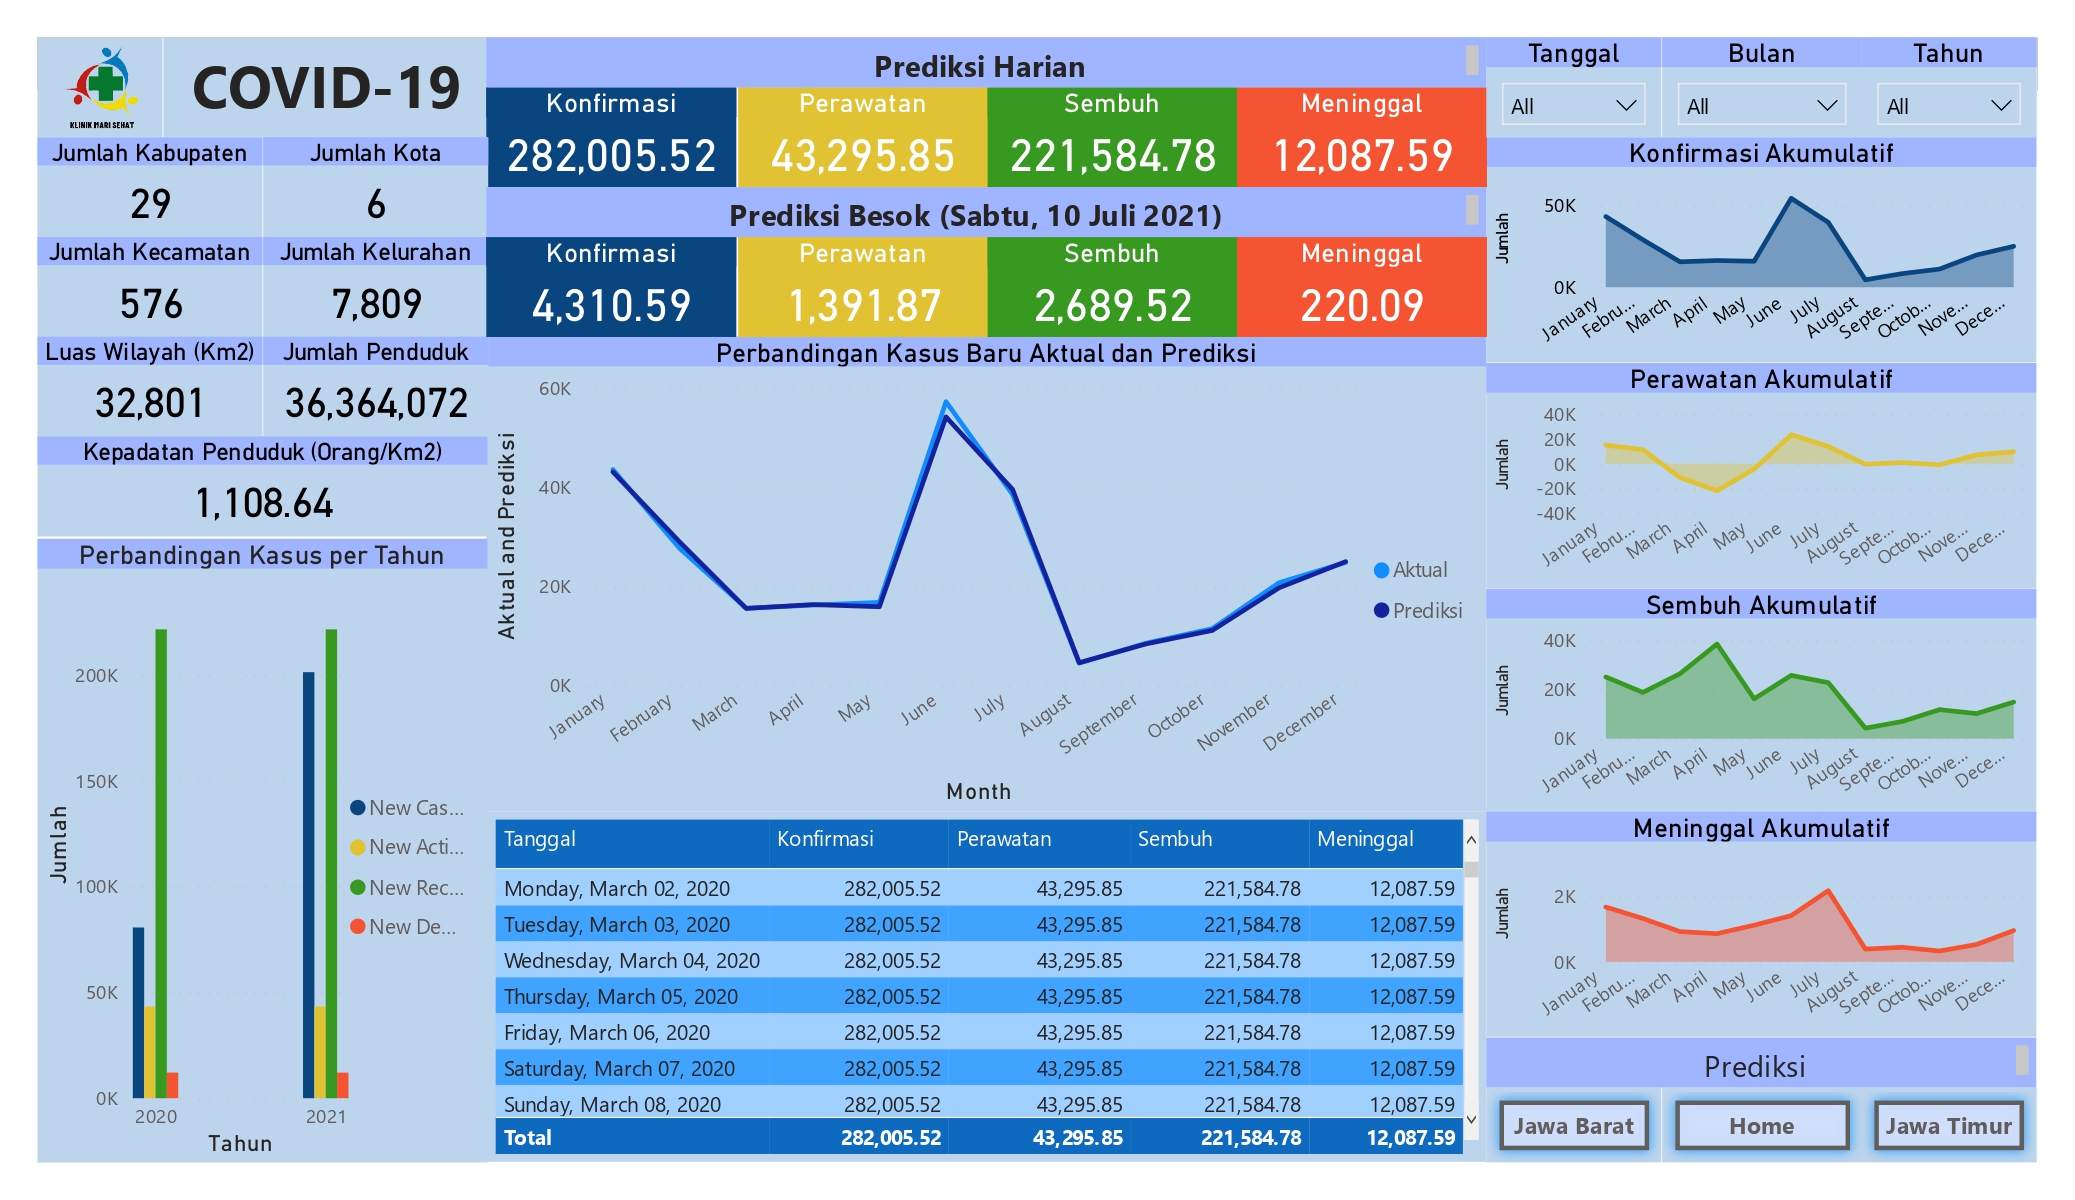 KLINIK MARI SEHAT
COVID-19
Jumlah Kabupaten
29
Jumlah Kota
6
Jumlah Kecamatan
576
Jumlah Kelurahan
7,809
Luas Wilayah (Km2)
32,801
Jumlah Penduduk
36,364,072
Kepadatan Penduduk (Orang/Km2)
1,108.64
Perbandingan Kasus per Tahun
Jumlah
200K
150K
100K
50K
0K
2020
2021
Tahun
New Cas...
New Acti...
New Rec...
New De...
Prediksi Harian
Konfirmasi
282,005.52
Perawatan
43,295.85
Sembuh
221,584.78
Meninggal
12,087.59
Prediksi Besok (Sabtu, 10 Juli 2021)
Konfirmasi
4,310.59
Perawatan
1,391.87
Sembuh
2,689.52
Meninggal
220.09
Perbandingan Kasus Baru Aktual dan Prediksi
Aktual and Prediksi
60K
40K
20K
0K
January
February
March
April
May
June
July
August
September
October
November
December
Month
Aktual
Prediksi
Tanggal Konfirmasi Perawatan Sembuh Meninggal
Monday, March 02, 2020 282,005.52 43,295.85 221,584.78 12,087.59
Tuesday, March 03, 2020 282,005.52 43,295.85 221,584.78 12,087.59
Wednesday, March 04, 2020 282,005.52 43,295.85 221,584.78 12,087.59
Thursday, March 05, 2020 282,005.52 43,295.85 221,584.78 12,087.59
Friday, March 06, 2020 282,005.52 43,295.85 221,584.78 12,087.59
Saturday, March 07, 2020 282,005.52 43,295.85 221,584.78 12,087.59
Sunday, March 08, 2020 282,005.52 43,295.85 221,584.78 12,087.59
Total 282,005.52 43,295.85 221,584.78 12,087.59
Tanggal
All
Bulan
All
Tahun
All
Konfirmasi Akumulatif
Jumlah
50K
0K
January
Febru...
March
April
May
June
July
August
Septe...
Octob...
Nove...
Dece...
Perawatan Akumulatif
Jumlah
40K
20K
0K
-20K
-40K
January
Febru...
March
April
May
June
July
August
Septe...
Octob...
Nove...
Dece...
Sembuh Akumulatif
Jumlah
40K
20K
0K
January
Febru...
March
April
May
June
July
August
Septe...
Octob...
Nove...
Dece...
Meninggal Akumulatif
Jumlah
2K
0K
January
Febru...
March
April
May
June
July
August
Septe...
Octob...
Nove...
Dece...
Prediksi
Jawa Barat
Home
Jawa Timur